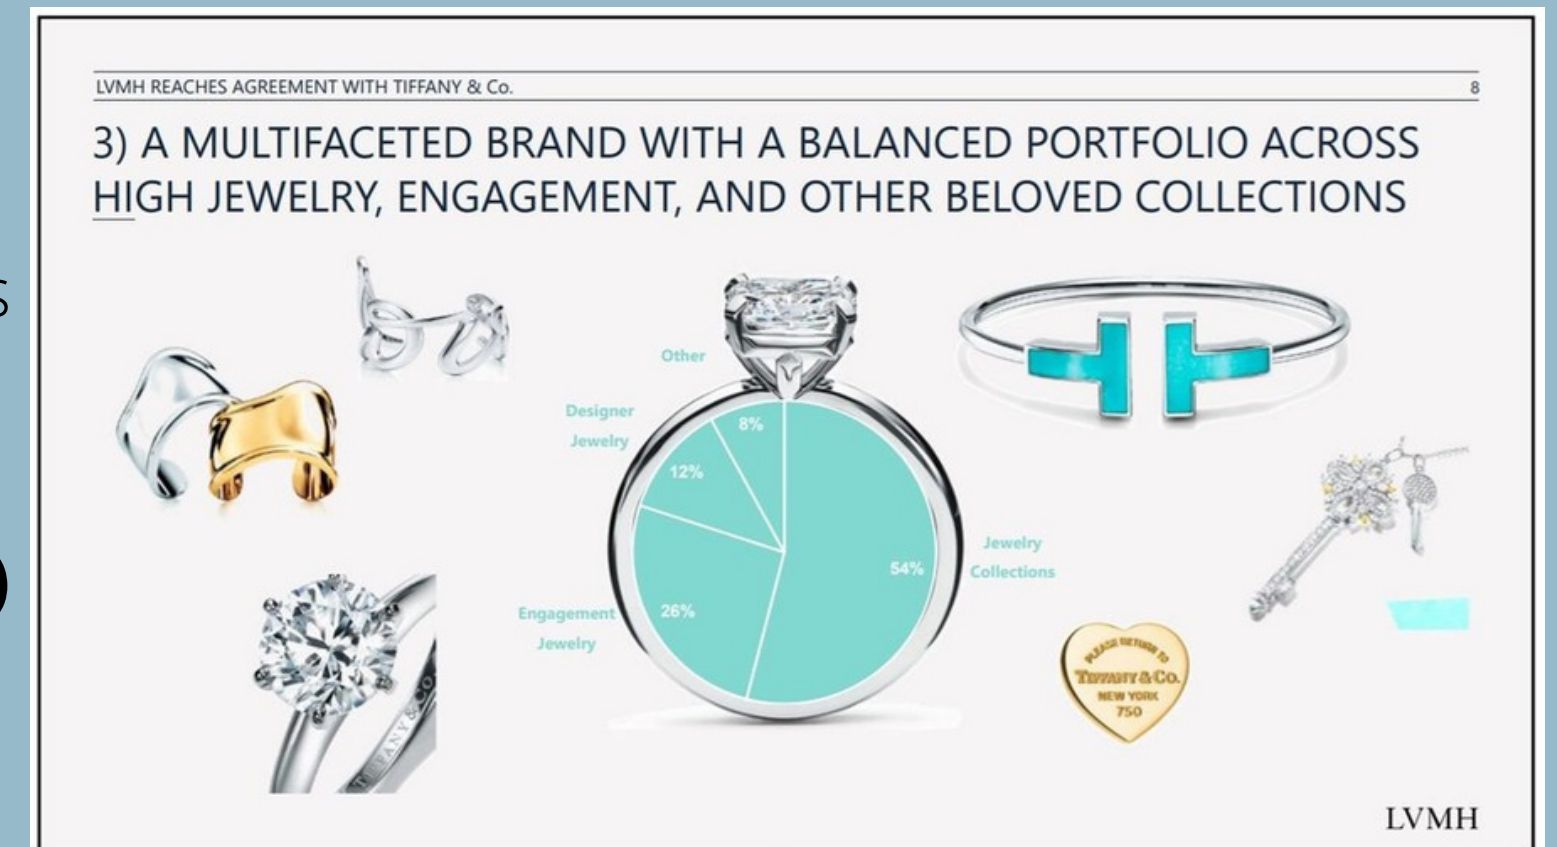 LVMH REACHES AGREEMENT WITH TIFFANY & Co.
8
3) A MULTIFACETED BRAND WITH A BALANCED PORTFOLIO ACROSS
HIGH JEWELRY, ENGAGEMENT, AND OTHER BELOVED COLLECTIONS
s
)
Other
8%
Designer
Jewelry
12%
Jewelry
Collections
54%
Engagement
Jewelry
26%
PLEASE RETURN TO
TIFFANY & CO.
NEW YORK
750
TIFFANY & CO
LVMH